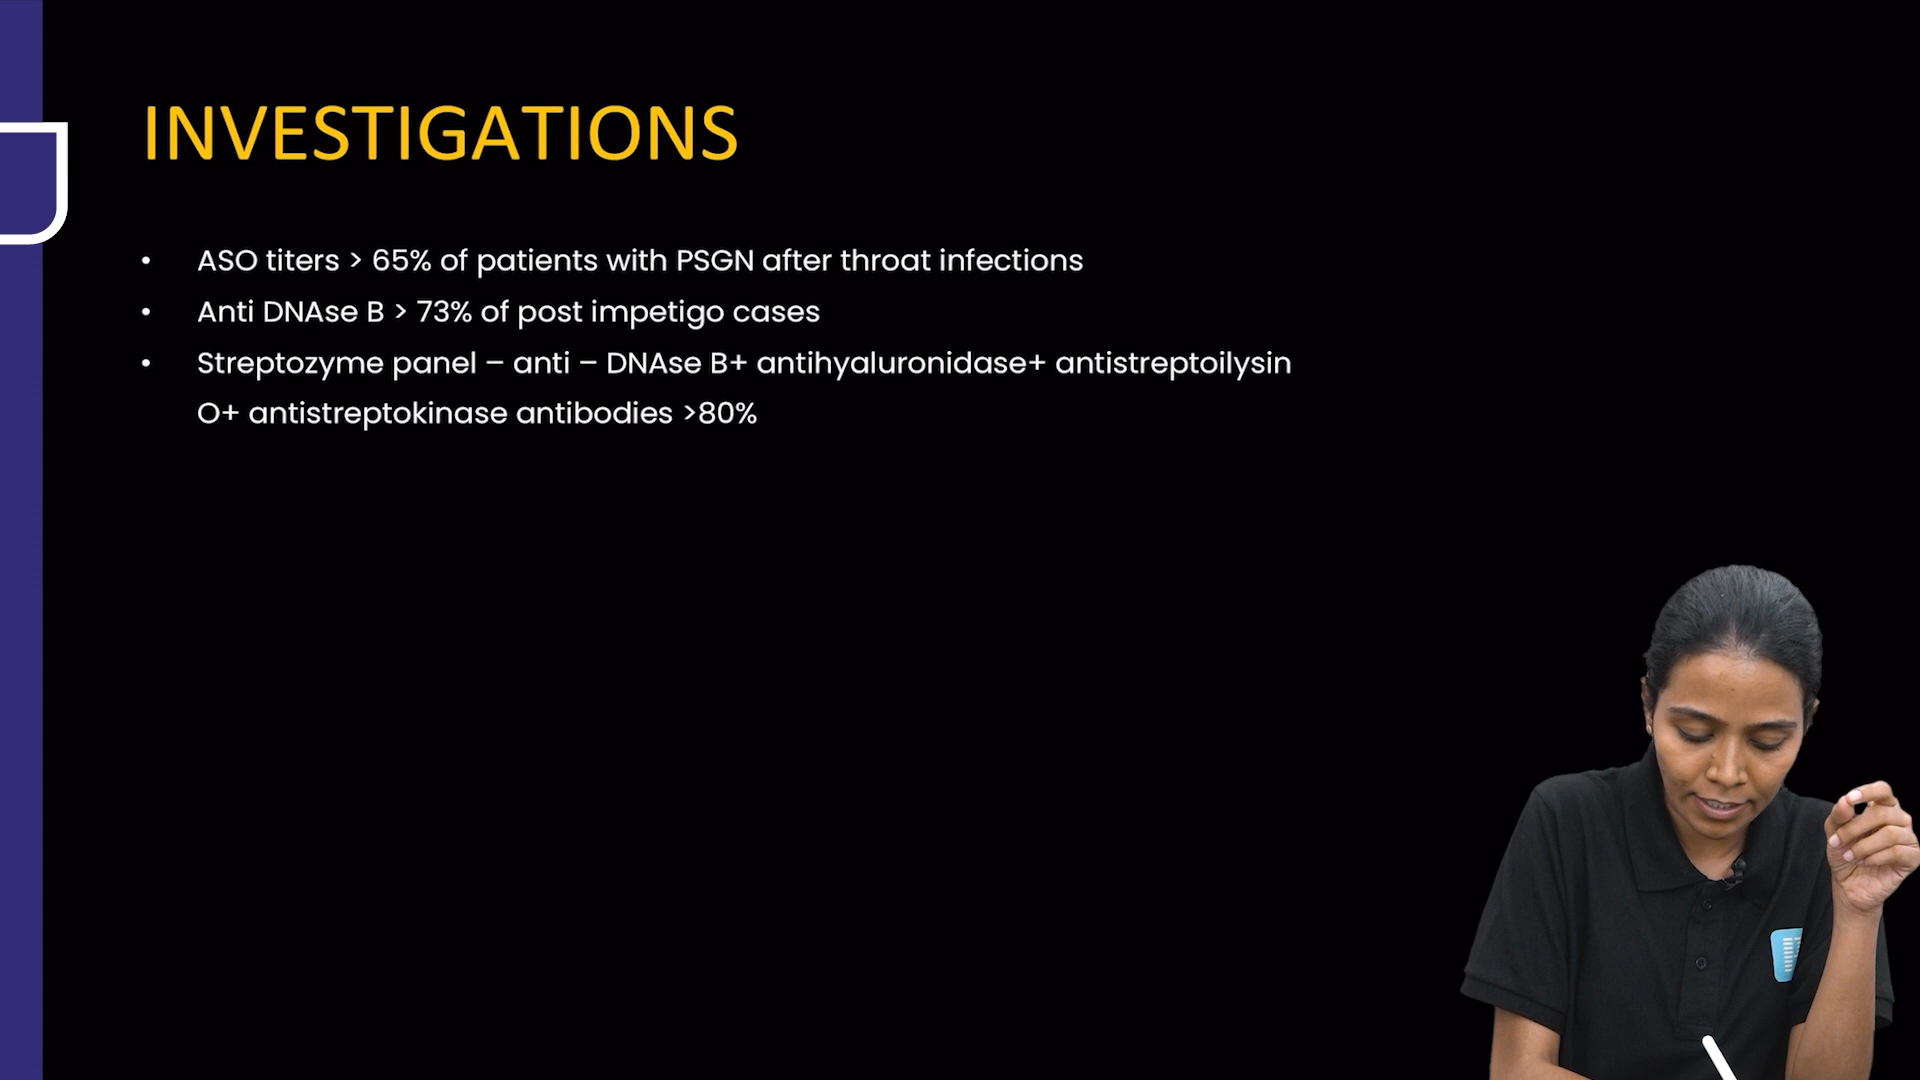 INVESTIGATIONS
• ASO titers > 65% of patients with PSGN after throat infections
• Anti DNAse B > 73% of post impetigo cases
• Streptozyme panel – anti – DNAse B+ antihyaluronidase+ antistreptoilysin
O+ antistreptokinase antibodies >80%